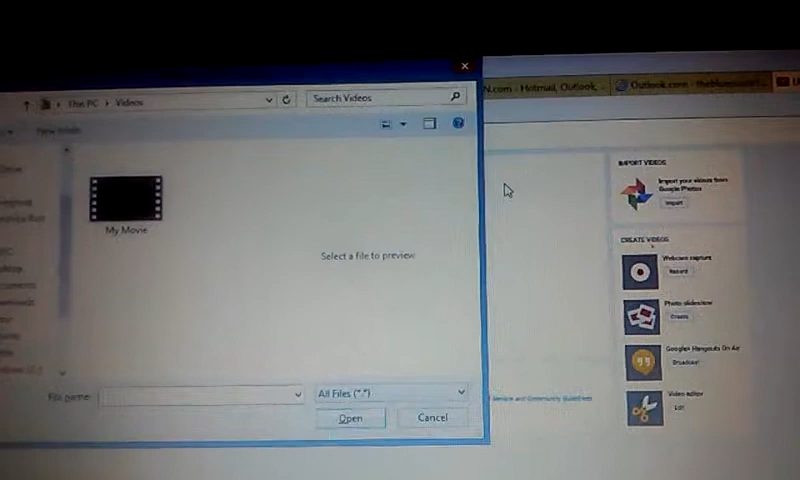 This PC
Videos
Search Videos
New folder
My Movie
Select a file to preview.
File name:
All Files (*.*)
Open
Cancel
N.com - Hotmail, Outlook,
Outlook.com -
IMPORT VIDEOS
Import your videos from
Google Photos
Import
CREATE VIDEOS
Webcam capture
Record
Photo slideshow
Create
Google+ Hangouts On Air
Broadcast
Video editor
Edit
Service and Community Guidelines